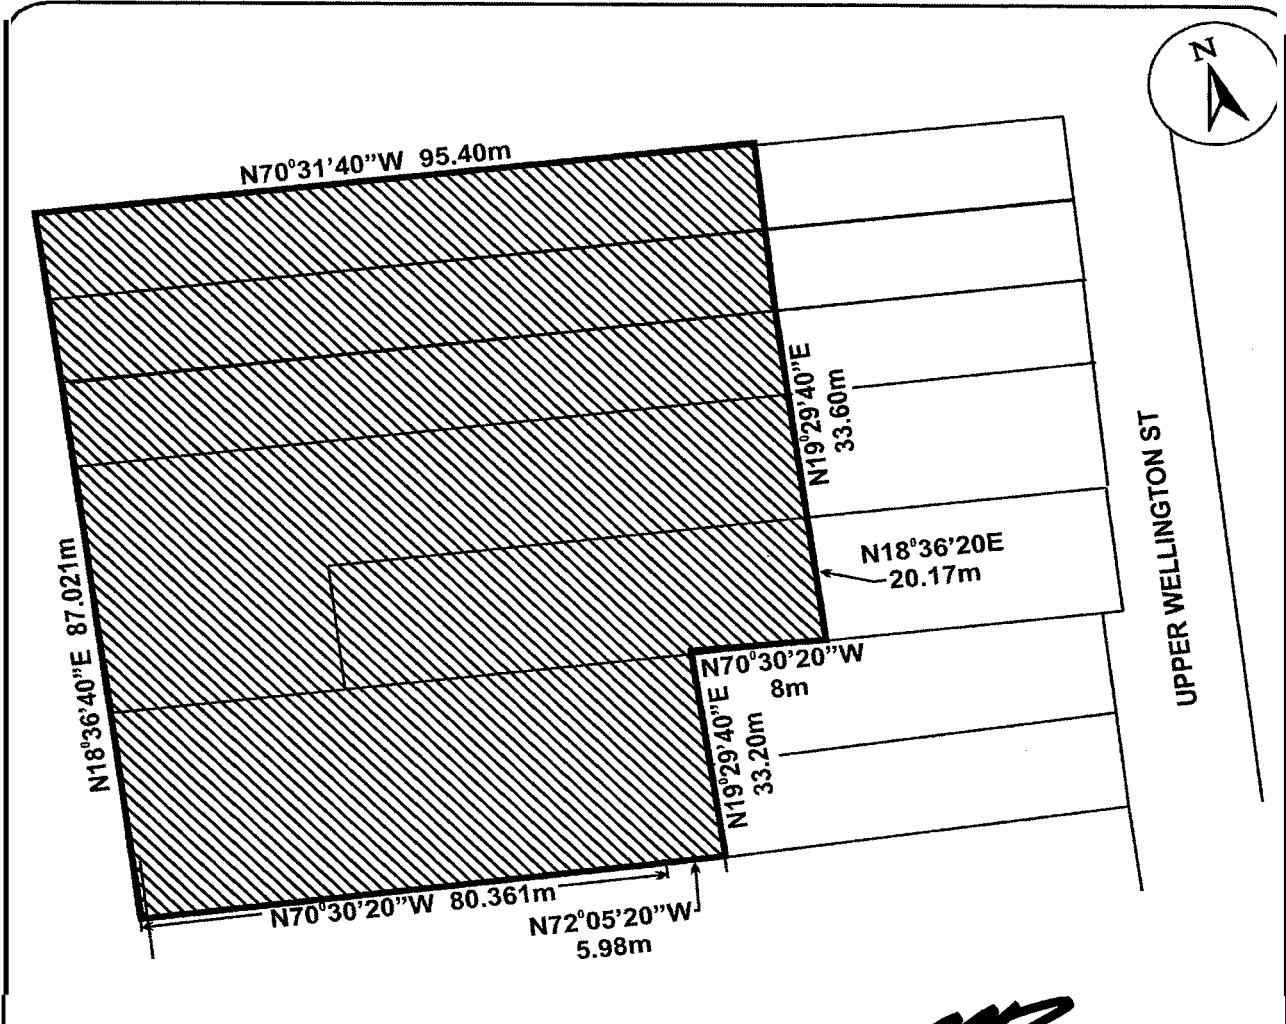 N
N70°31'40"W 95.40m
N19°29'40"E
33.60m
N18°36'20E
20.17m
UPPER WELLINGTON ST
N18°36'40"E 87.021m
N70°30'20"W
8m
N19°29'40"E
33.20m
N70°30'20"W 80.361m
N72°05'20"W
5.98m